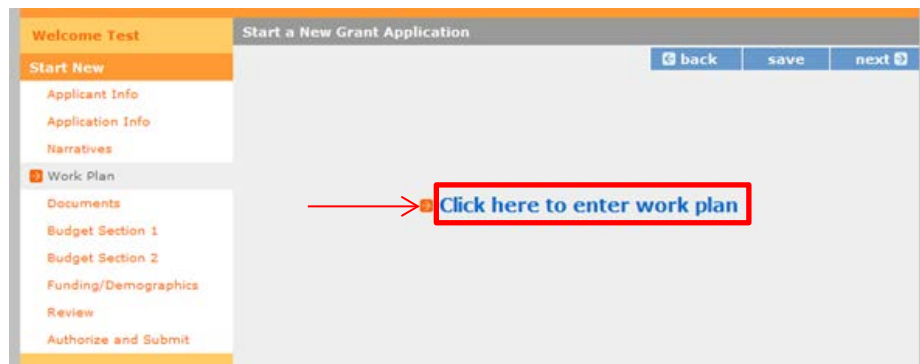 Welcome Test
Start New
Applicant Info
Application Info
Narratives
Work Plan
Documents
Budget Section 1
Budget Section 2
Funding/Demographics
Review
Authorize and Submit
Start a New Grant Application
back save next
Click here to enter work plan